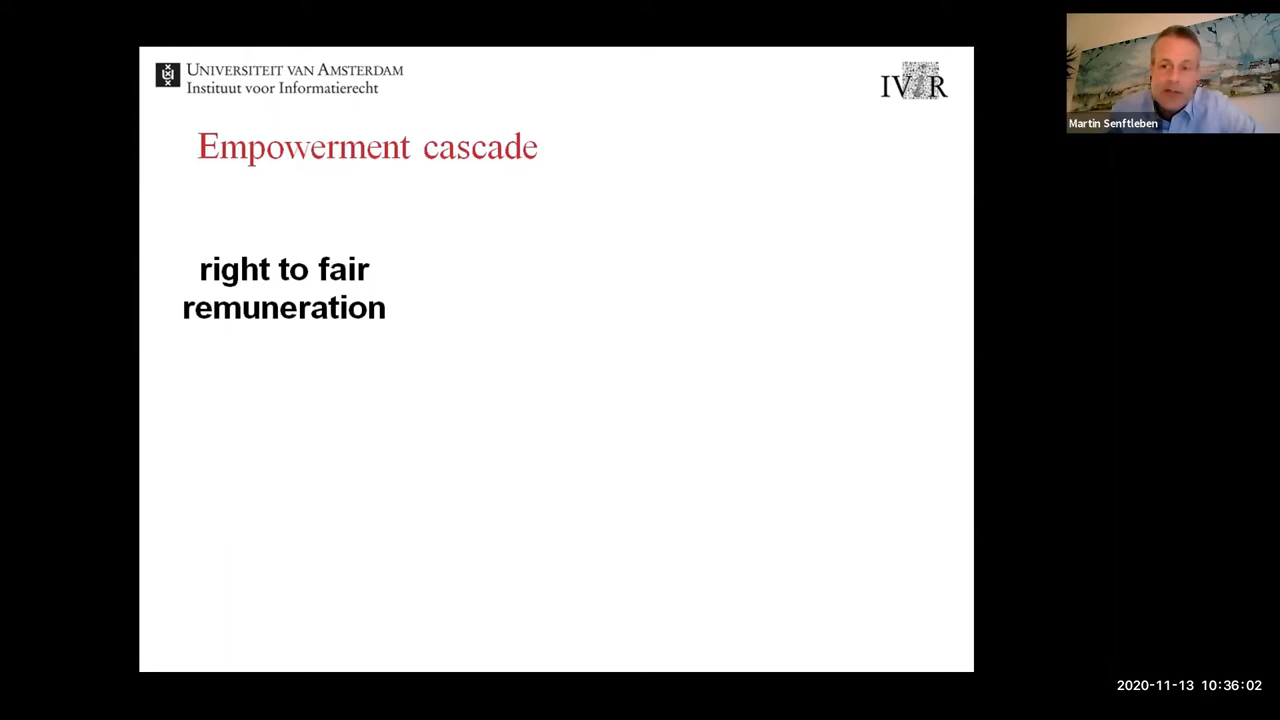 UNIVERSITEIT VAN AMSTERDAM
Instituut voor Informatierecht
IViR
Martin Senftleben
Empowerment cascade
right to fair
remuneration
2020-11-13 10:36:02